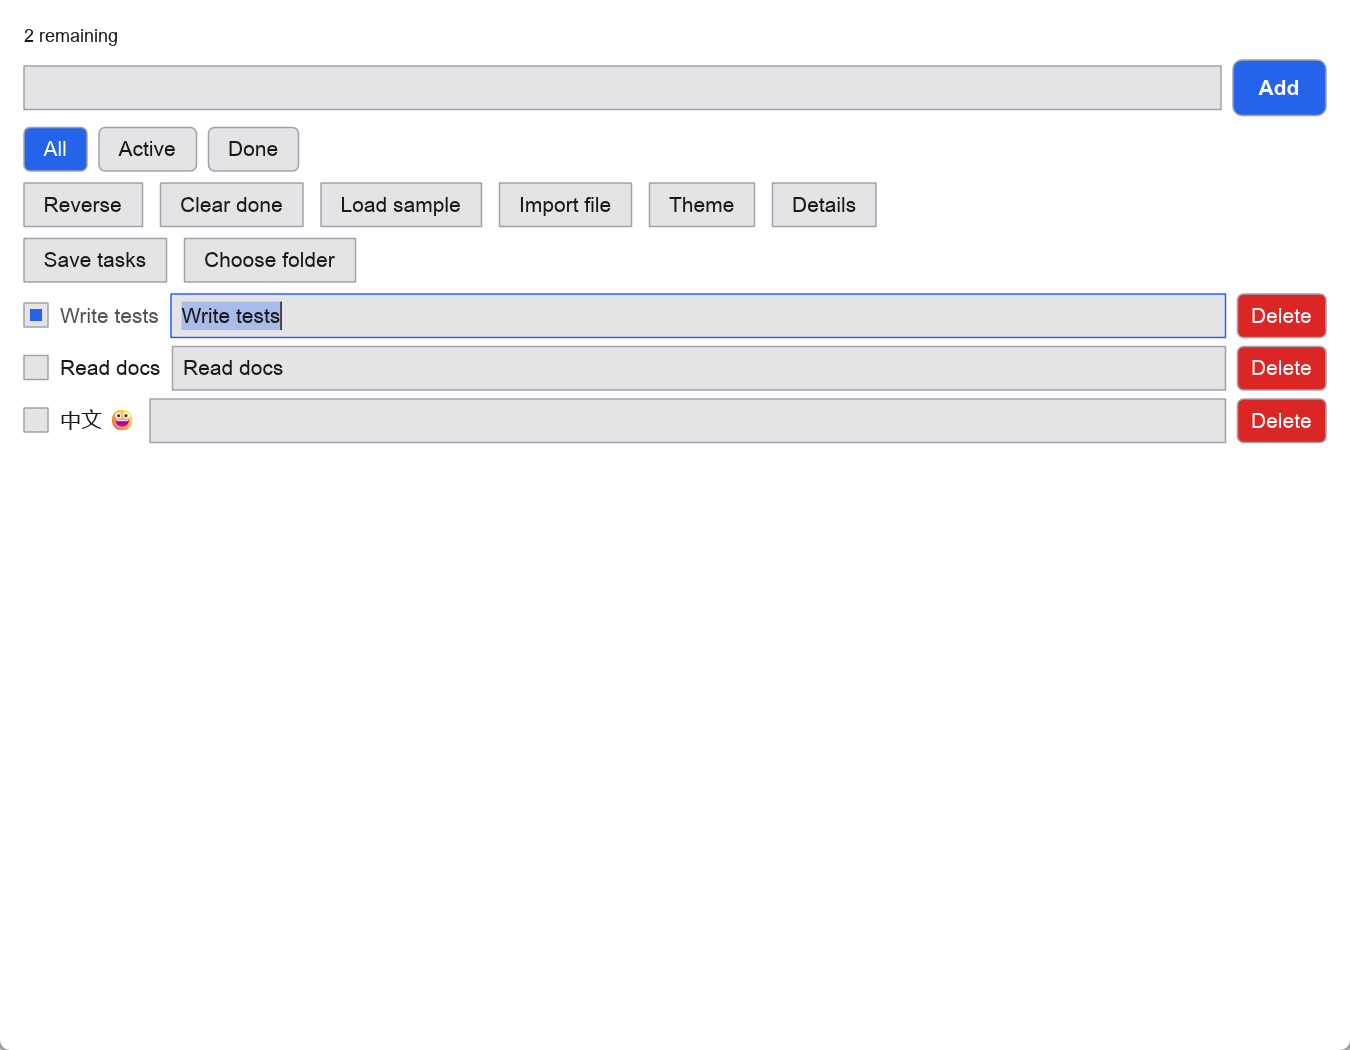 2 remaining
Add
All Active Done
Reverse Clear done Load sample Import file Theme Details
Save tasks Choose folder
Write tests Write tests Delete
Read docs Read docs Delete
中文 😀 Delete